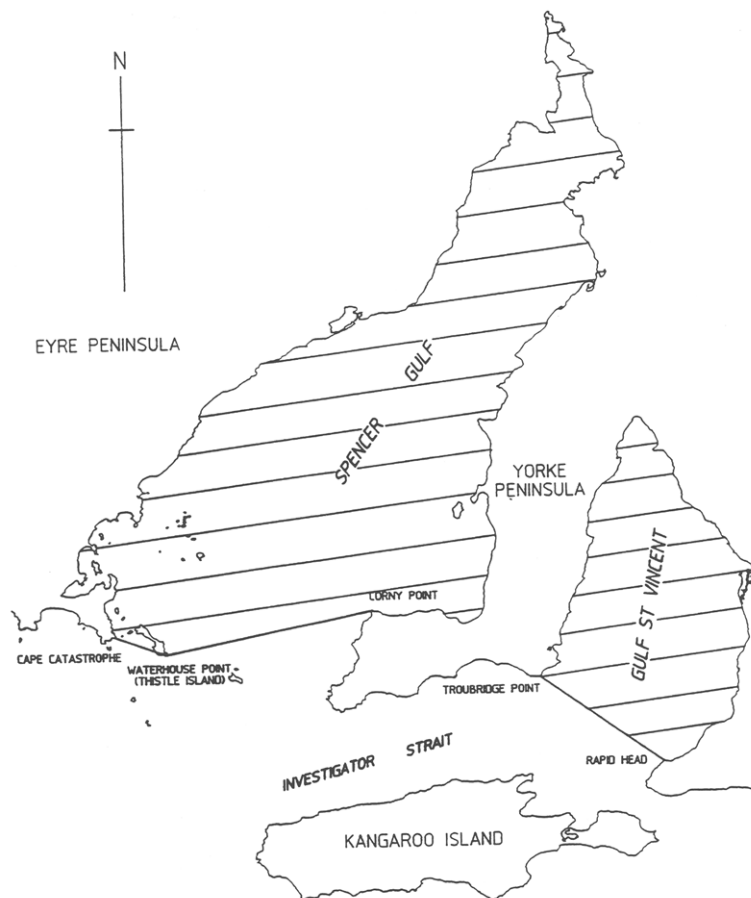 N
EYRE PENINSULA
SPENCER GULF
YORKE
PENINSULA
GULF ST VINCENT
CORNY POINT
CAPE CATASTROPHE
WATERHOUSE POINT
(THISTLE ISLAND)
TROUBRIDGE POINT
INVESTIGATOR STRAIT
RAPID HEAD
KANGAROO ISLAND